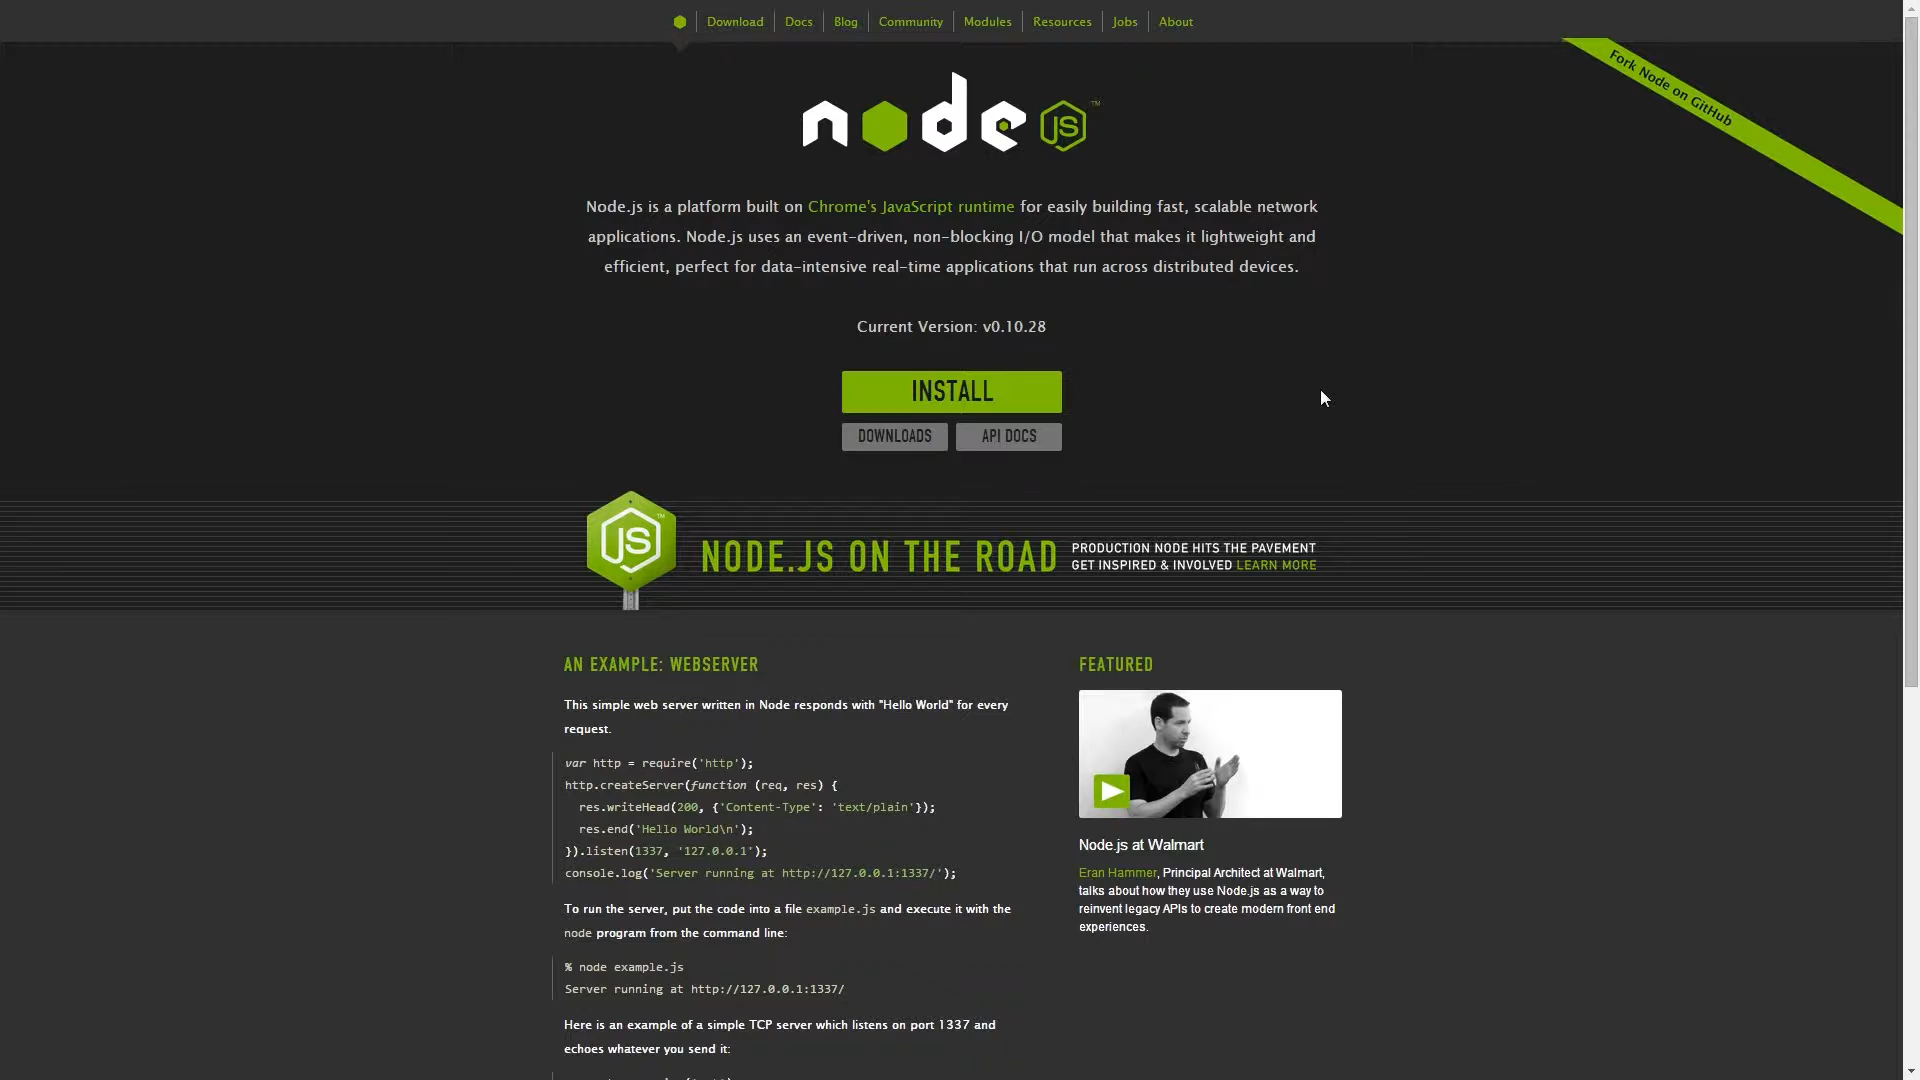 Download Docs Blog Community Modules Resources Jobs About
Fork Node on GitHub
node JS ™
Node.js is a platform built on Chrome's JavaScript runtime for easily building fast, scalable network
applications. Node.js uses an event-driven, non-blocking I/O model that makes it lightweight and
efficient, perfect for data-intensive real-time applications that run across distributed devices.
Current Version: v0.10.28
INSTALL
DOWNLOADS API DOCS
JS ™
NODE.JS ON THE ROAD
PRODUCTION NODE HITS THE PAVEMENT
GET INSPIRED & INVOLVED LEARN MORE
AN EXAMPLE: WEBSERVER
This simple web server written in Node responds with "Hello World" for every
request.
var http = require('http');
http.createServer(function (req, res) {
  res.writeHead(200, {'Content-Type': 'text/plain'});
  res.end('Hello World\n');
}).listen(1337, '127.0.0.1');
console.log('Server running at http://127.0.0.1:1337/');
To run the server, put the code into a file example.js and execute it with the
node program from the command line:
% node example.js
Server running at http://127.0.0.1:1337/
Here is an example of a simple TCP server which listens on port 1337 and
echoes whatever you send it:
FEATURED
Node.js at Walmart
Eran Hammer, Principal Architect at Walmart,
talks about how they use Node.js as a way to
reinvent legacy APIs to create modern front end
experiences.